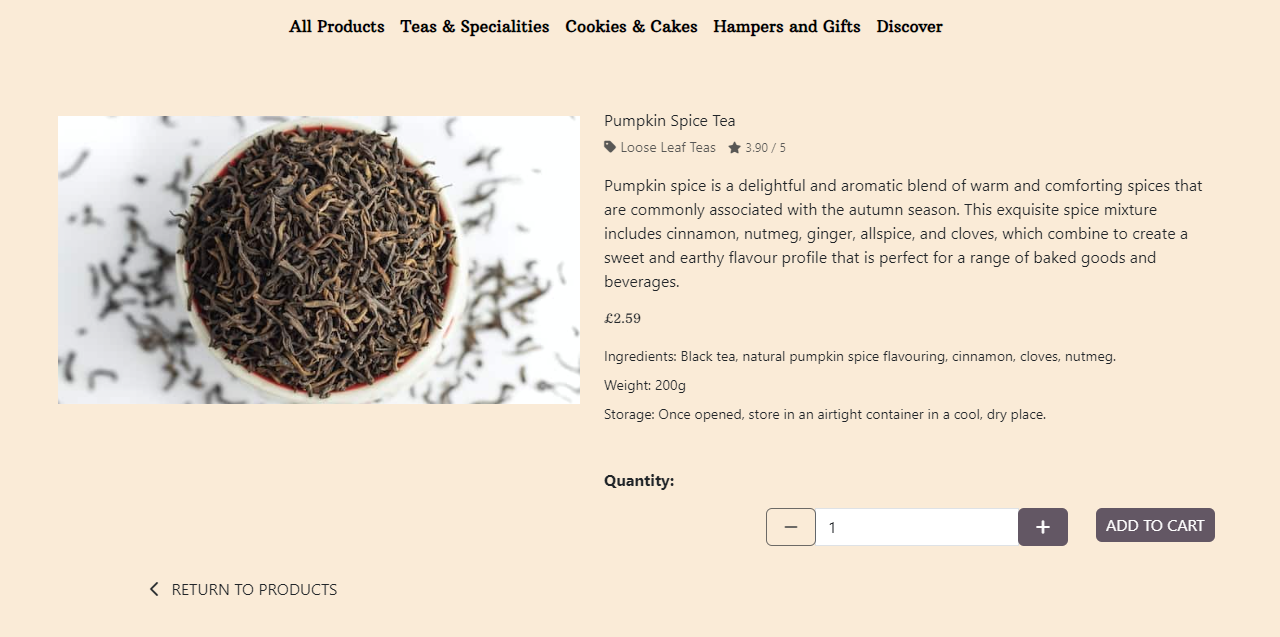 All Products Teas & Specialities Cookies & Cakes Hampers and Gifts Discover
Pumpkin Spice Tea
Loose Leaf Teas 3.90 / 5
Pumpkin spice is a delightful and aromatic blend of warm and comforting spices that
are commonly associated with the autumn season. This exquisite spice mixture
includes cinnamon, nutmeg, ginger, allspice, and cloves, which combine to create a
sweet and earthy flavour profile that is perfect for a range of baked goods and
beverages.
£2.59
Ingredients: Black tea, natural pumpkin spice flavouring, cinnamon, cloves, nutmeg.
Weight: 200g
Storage: Once opened, store in an airtight container in a cool, dry place.
Quantity:
− 1 + ADD TO CART
RETURN TO PRODUCTS